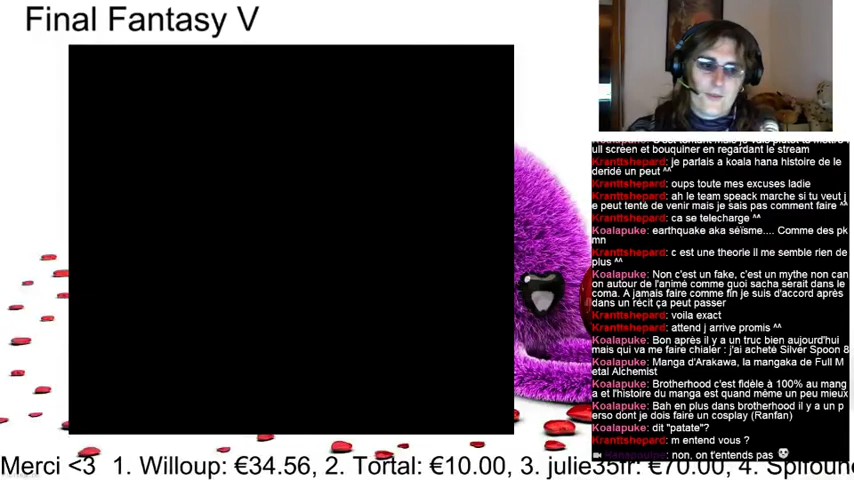 Final Fantasy V
ull screen et bouquiner en regardant le stream
Kranttshepard: je parlais a koala hana histoire de le
deridé un peut ^^
Kranttshepard: oups toute mes excuses ladie
Kranttshepard: ah le team speack marche si tu veut j
e peut tenté de venir mais je sais pas comment faire ^^
Kranttshepard: ca se telecharge ^^
Koalapuke: earthquake aka séïsme.... Comme des pk
mn
Kranttshepard: c est une theorie il me semble rien de
plus ^^
Koalapuke: Non c'est un fake, c'est un mythe non can
on autour de l'animé comme quoi sacha serait dans le
coma. A jamais faire comme fin je suis d'accord après
dans un récit ça peut passer
Kranttshepard: voila exact
Kranttshepard: attend j arrive promis ^^
Koalapuke: Bon après il y a un truc bien aujourd'hui
mais qui va me faire chialer : j'ai acheté Silver Spoon 8
Koalapuke: Manga d'Arakawa, la mangaka de Full M
etal Alchemist
Koalapuke: Brotherhood c'est fidèle à 100% au mang
a et l'histoire du manga est quand même un peu mieux
Koalapuke: Bah en plus dans brotherhood il y a un p
erso dont je dois faire un cosplay (Ranfan)
Koalapuke: dit "patate"?
Kranttshepard: m entend vous ?
: non, on t'entends pas
Merci <3 1. Willoup: €34.56, 2. Tortal: €10.00, 3. julie35fr: €70.00, 4. Spifoun